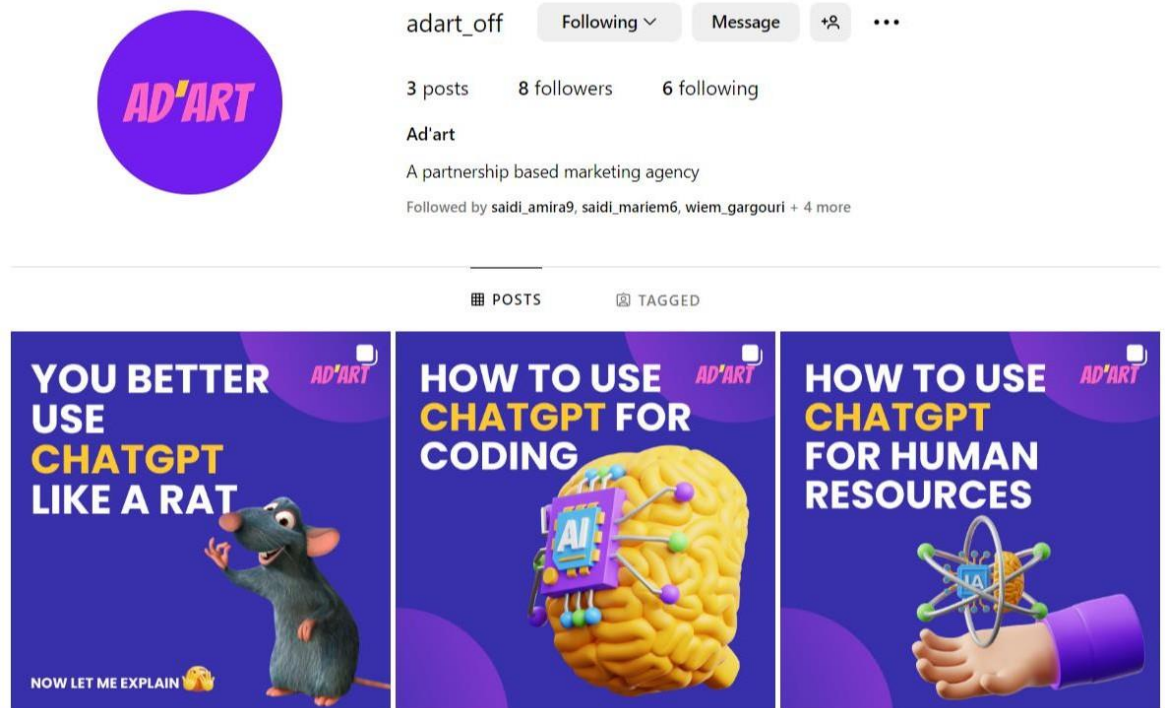 AD'ART
adart_off Following Message
3 posts 8 followers 6 following
Ad'art
A partnership based marketing agency
Followed by saidi_amira9, saidi_mariem6, wiem_gargouri + 4 more
POSTS TAGGED
YOU BETTER
USE
CHATGPT
LIKE A RAT
AD'ART
NOW LET ME EXPLAIN
HOW TO USE
CHATGPT FOR
CODING
AD'ART
AI
HOW TO USE
CHATGPT
FOR HUMAN
RESOURCES
AD'ART
IA